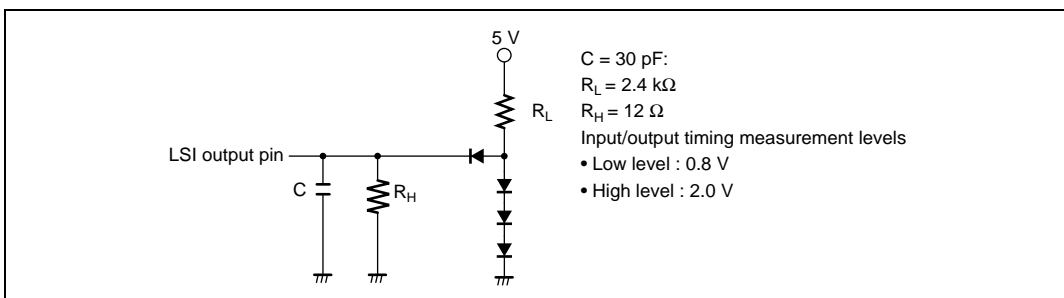 5 V
C = 30 pF:
R_L = 2.4 kΩ
R_H = 12 Ω
Input/output timing measurement levels
• Low level : 0.8 V
• High level : 2.0 V
R_L
LSI output pin
C
R_H